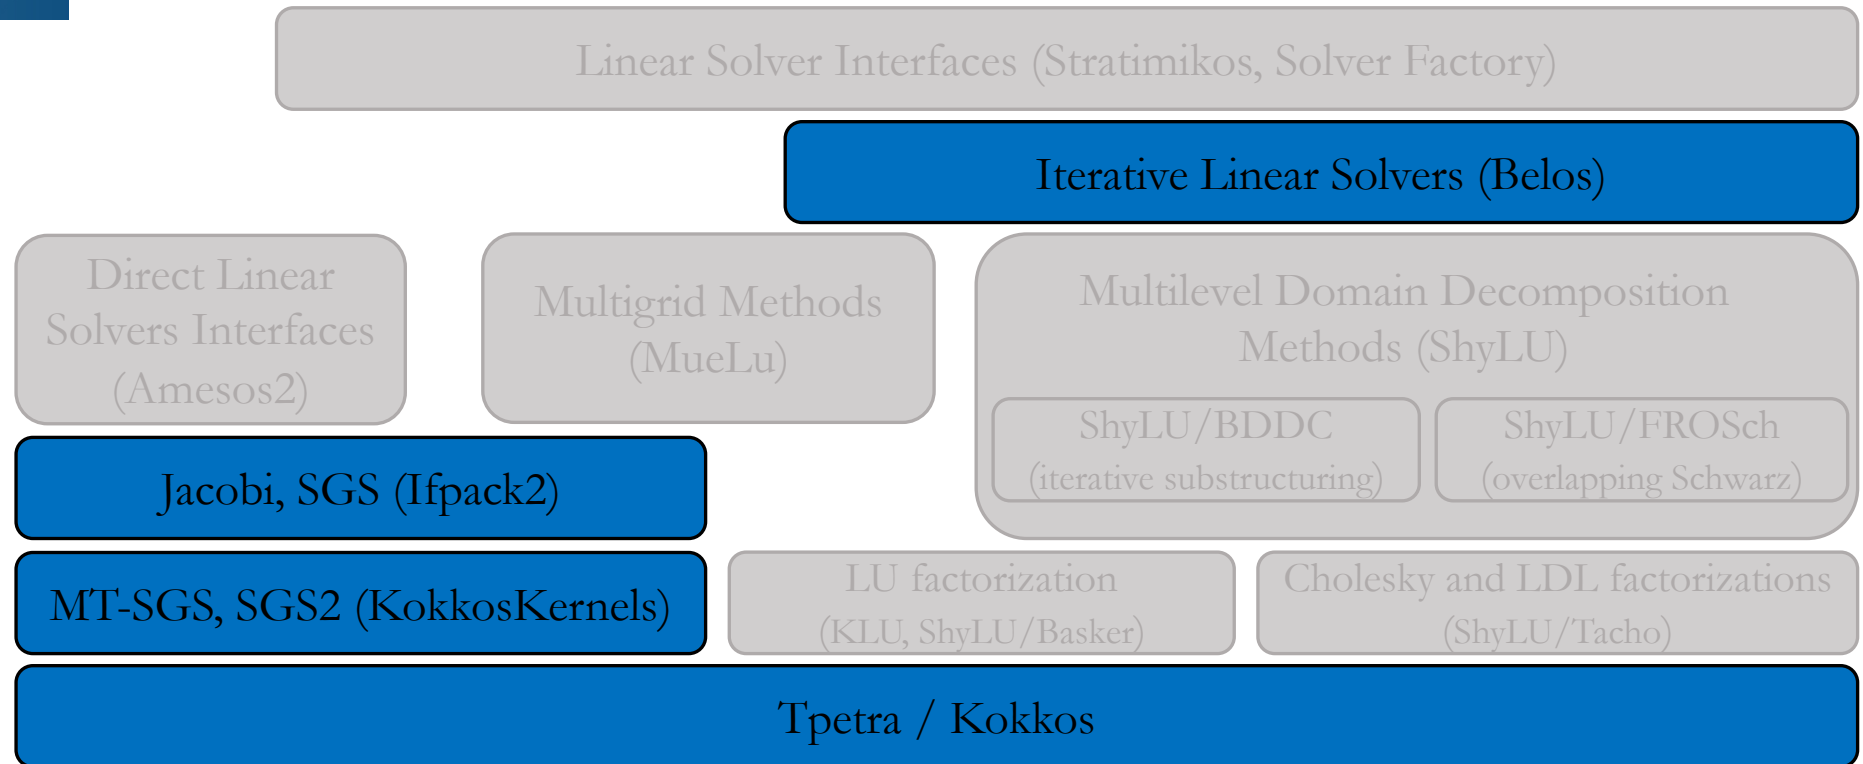 Linear Solver Interfaces (Stratimikos, Solver Factory)
Iterative Linear Solvers (Belos)
Direct Linear
Solvers Interfaces
(Amesos2)
Multigrid Methods
(MueLu)
Multilevel Domain Decomposition
Methods (ShyLU)
ShyLU/BDDC
(iterative substructuring)
ShyLU/FROSch
(overlapping Schwarz)
Jacobi, SGS (Ifpack2)
MT-SGS, SGS2 (KokkosKernels)
LU factorization
(KLU, ShyLU/Basker)
Cholesky and LDL factorizations
(ShyLU/Tacho)
Tpetra / Kokkos